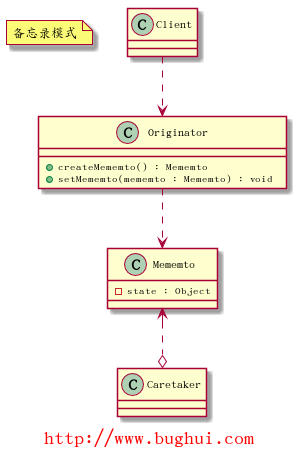 备忘录模式
C Client
C Originator
createMememto() : Mememto
setMememto(mememto : Mememto) : void
C Mememto
state : Object
C Caretaker
http://www.bughui.com